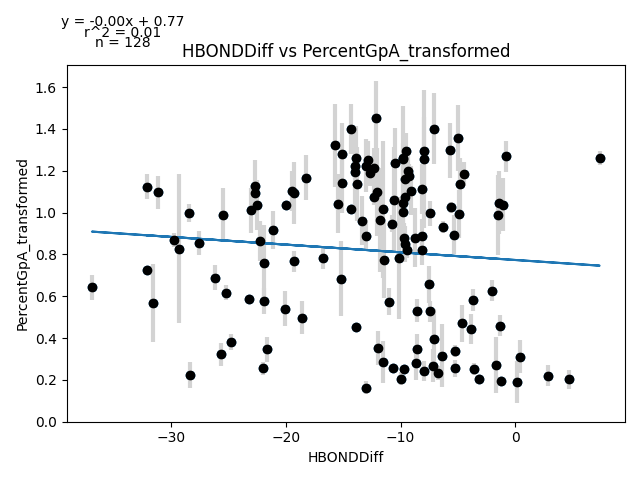 y = -0.00x + 0.77
r^2 = 0.01
n = 128
HBONDDiff vs PercentGpA_transformed
PercentGpA_transformed
1.6
1.4
1.2
1.0
0.8
0.6
0.4
0.2
0.0
−30 −20 −10 0
HBONDDiff